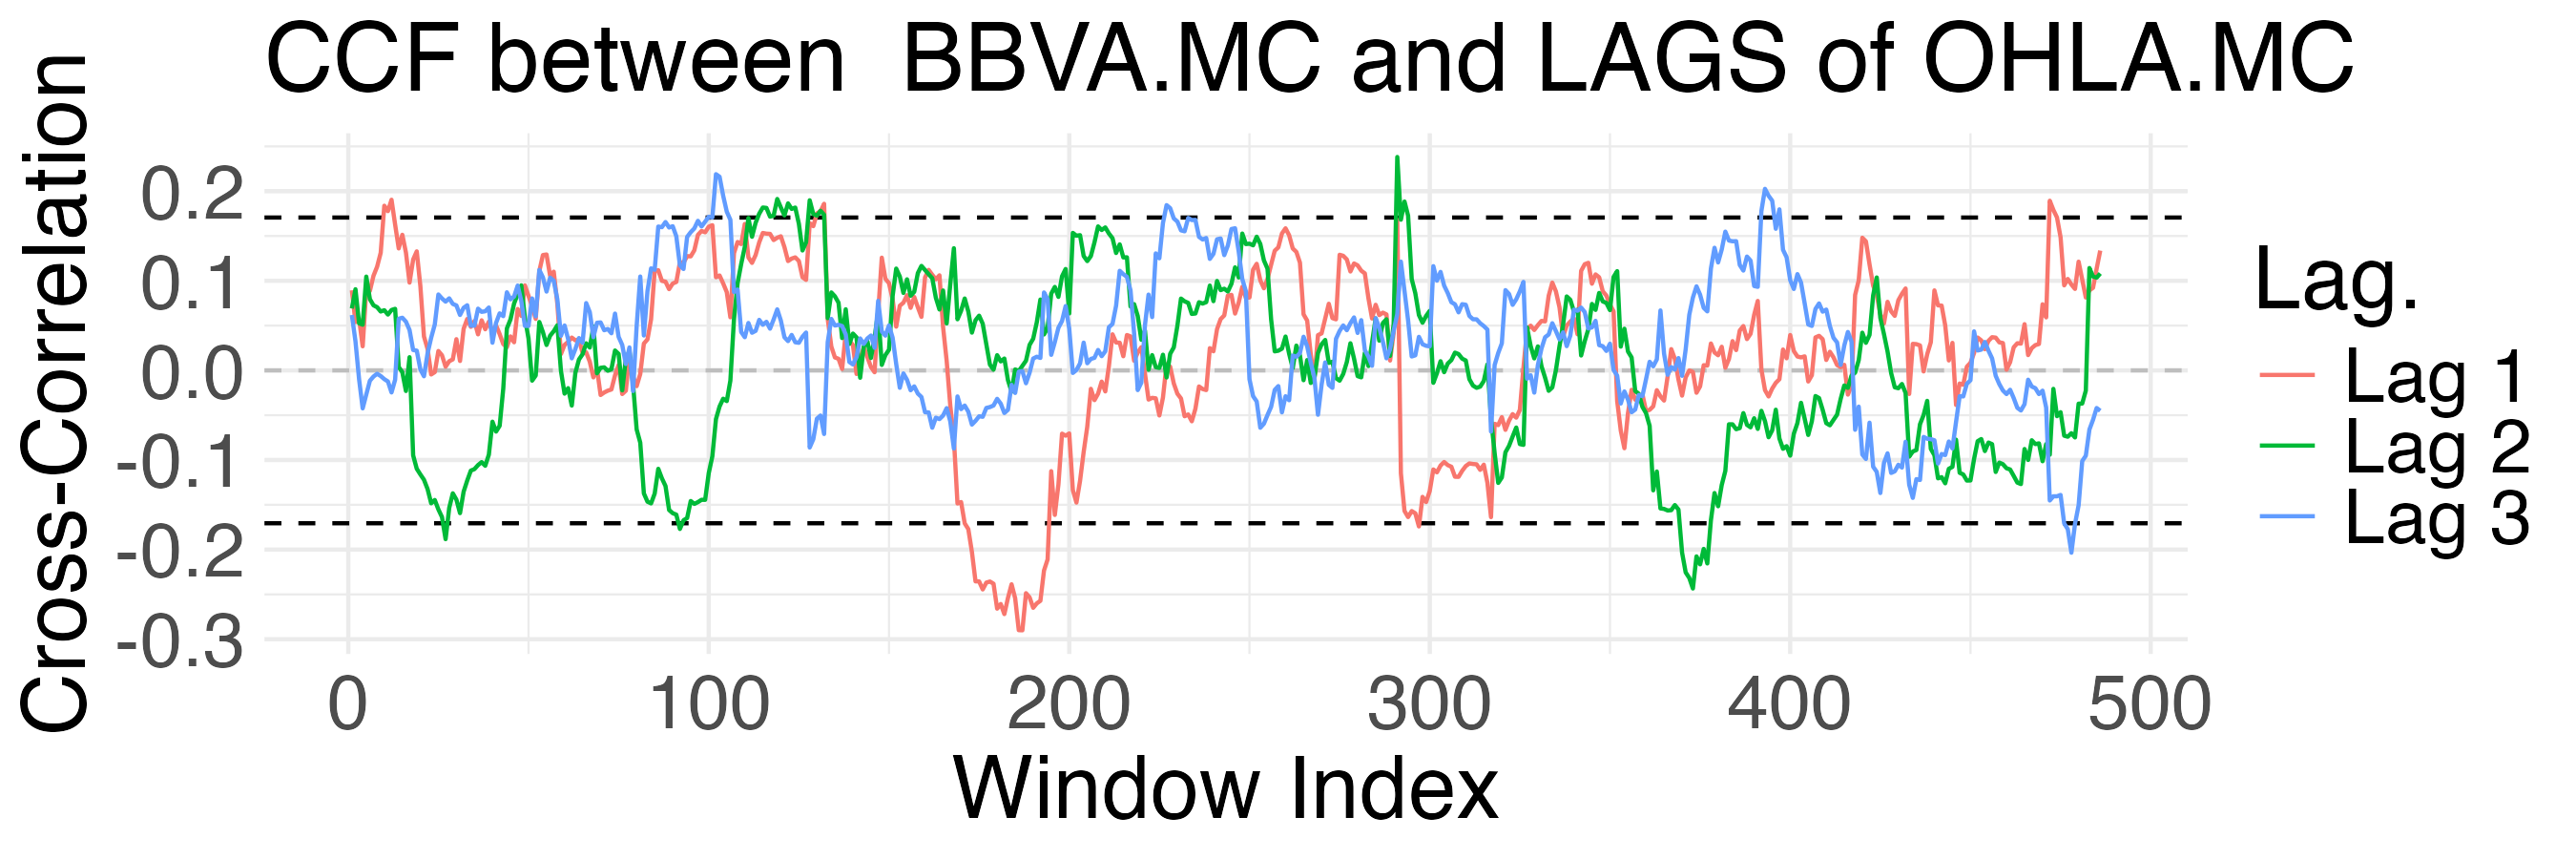 CCF between  BBVA.MC and LAGS of OHLA.MC
Cross-Correlation
0.2
0.1
0.0
-0.1
-0.2
-0.3
0 100 200 300 400 500
Window Index
Lag.
Lag 1
Lag 2
Lag 3